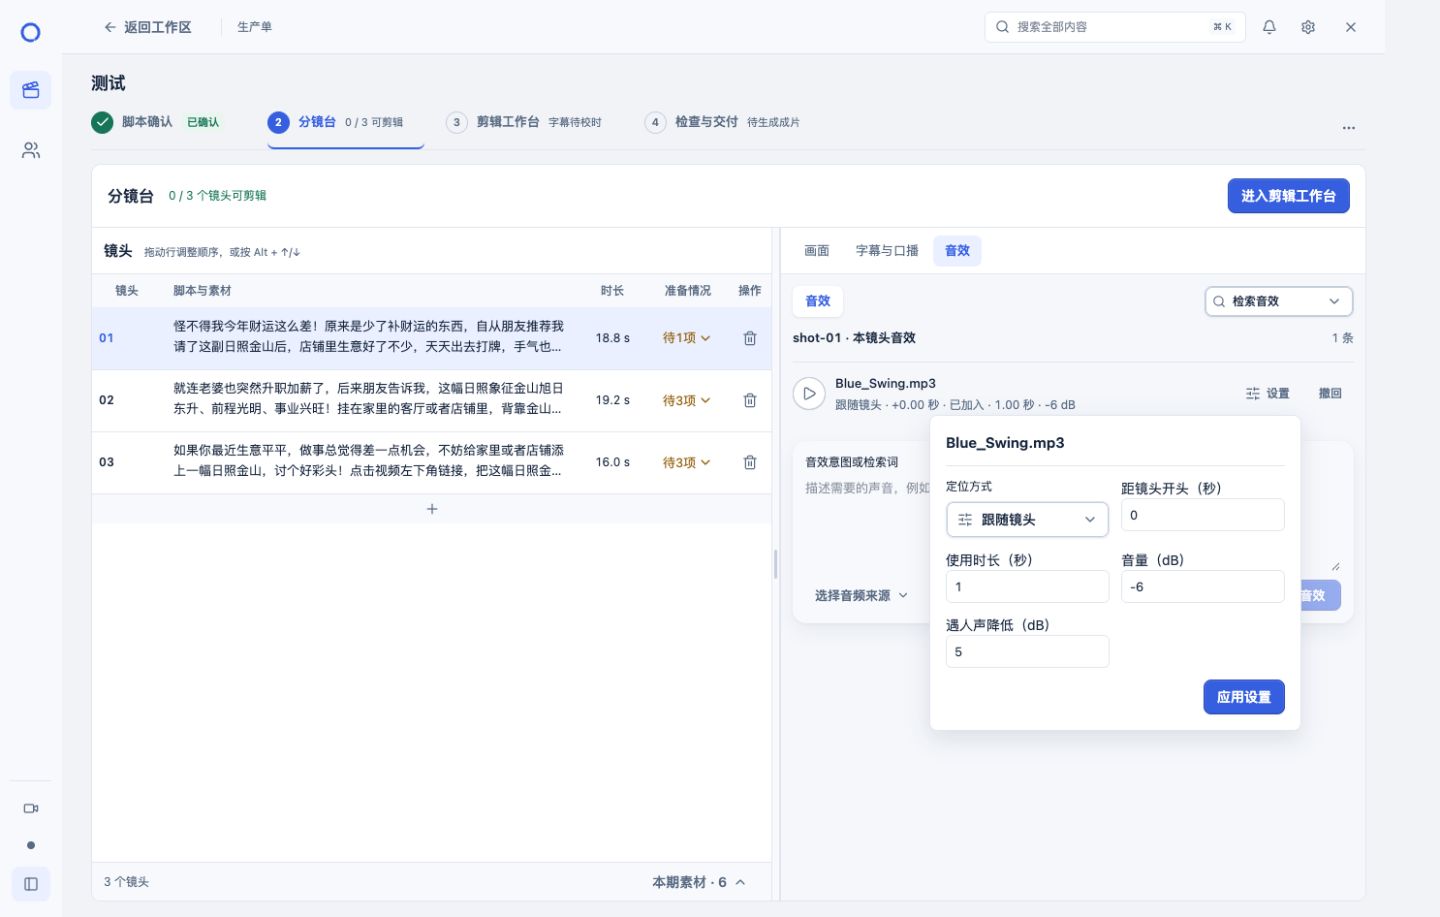 返回工作区
生产单
搜索全部内容
⌘ K
测试
脚本确认 已确认
2 分镜台 0 / 3 可剪辑
3 剪辑工作台 字幕待校时
4 检查与交付 待生成成片
分镜台 0 / 3 个镜头可剪辑
进入剪辑工作台
镜头 拖动行调整顺序，或按 Alt + ↑/↓
画面 字幕与口播 音效
镜头 脚本与素材 时长 准备情况 操作
01
怪不得我今年财运这么差！原来是少了补财运的东西，自从朋友推荐我
请了这副日照金山后，店铺里生意好了不少，天天出去打牌，手气也...
18.8 s 待1项
02
就连老婆也突然升职加薪了，后来朋友告诉我，这幅日照象征金山旭日
东升、前程光明、事业兴旺！挂在家里的客厅或者店铺里，背靠金山...
19.2 s 待3项
03
如果你最近生意平平，做事总觉得差一点机会，不妨给家里或者店铺添
上一幅日照金山，讨个好彩头！点击视频左下角链接，把这幅日照金...
16.0 s 待3项
3 个镜头
本期素材 · 6
音效
检索音效
shot-01 · 本镜头音效
1 条
Blue_Swing.mp3
跟随镜头 · +0.00 秒 · 已加入 · 1.00 秒 · -6 dB
设置 撤回
音效意图或检索词
描述需要的声音，例如
选择音频来源
音效
Blue_Swing.mp3
定位方式
跟随镜头
距镜头开头（秒）
0
使用时长（秒）
1
音量（dB）
-6
遇人声降低（dB）
5
应用设置